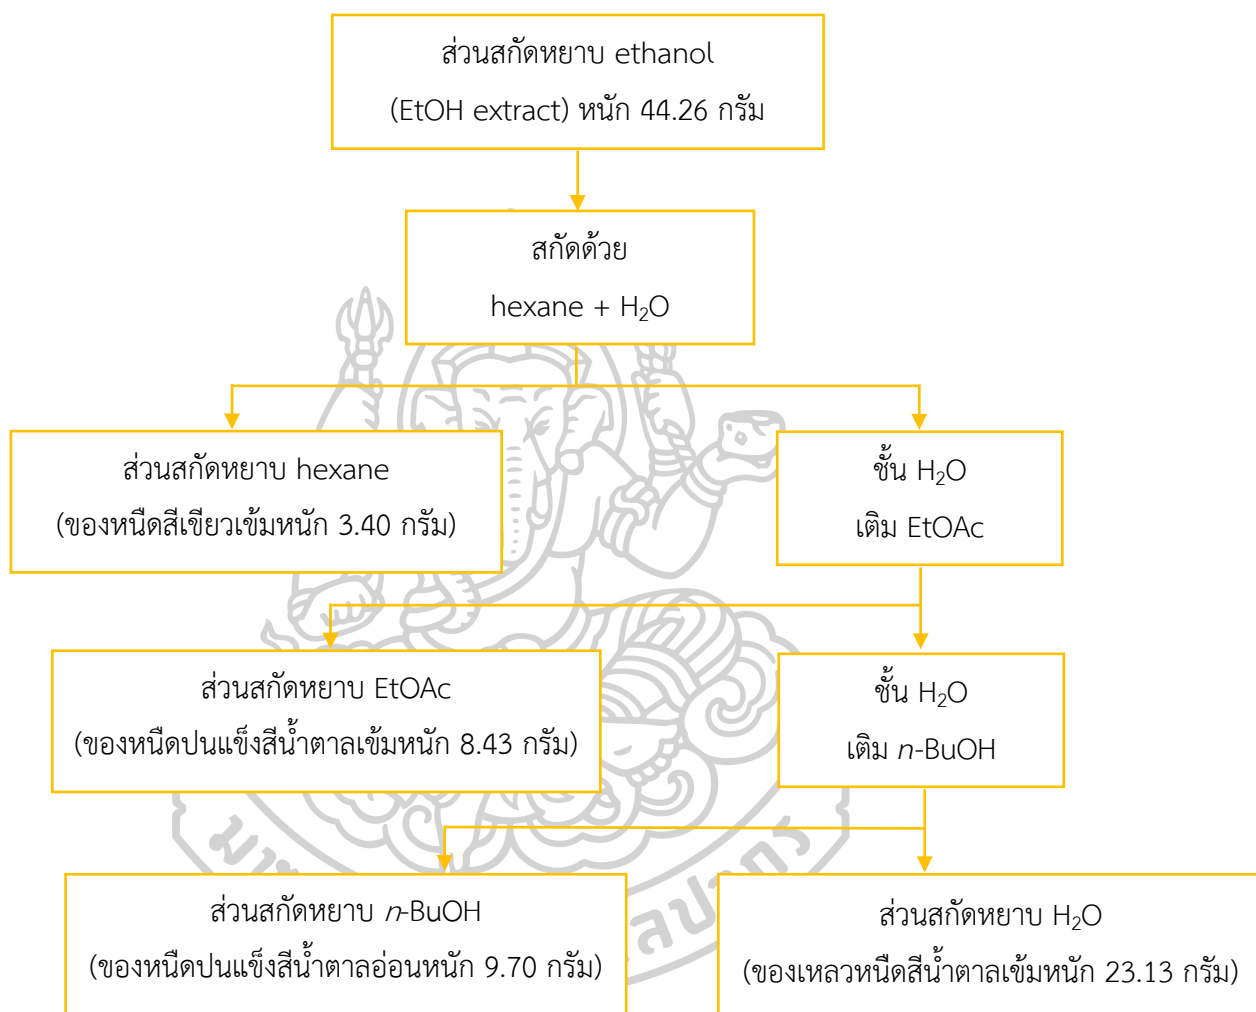 ส่วนสกัดหยาบ ethanol
(EtOH extract) หนัก 44.26 กรัม
สกัดด้วย
hexane + H₂O
ส่วนสกัดหยาบ hexane
(ของหนืดสีเขียวเข้มหนัก 3.40 กรัม)
ชั้น H₂O
เติม EtOAc
ส่วนสกัดหยาบ EtOAc
(ของหนืดปนแข็งสีน้ำตาลเข้มหนัก 8.43 กรัม)
ชั้น H₂O
เติม n-BuOH
ส่วนสกัดหยาบ n-BuOH
(ของหนืดปนแข็งสีน้ำตาลอ่อนหนัก 9.70 กรัม)
ส่วนสกัดหยาบ H₂O
(ของเหลวหนืดสีน้ำตาลเข้มหนัก 23.13 กรัม)